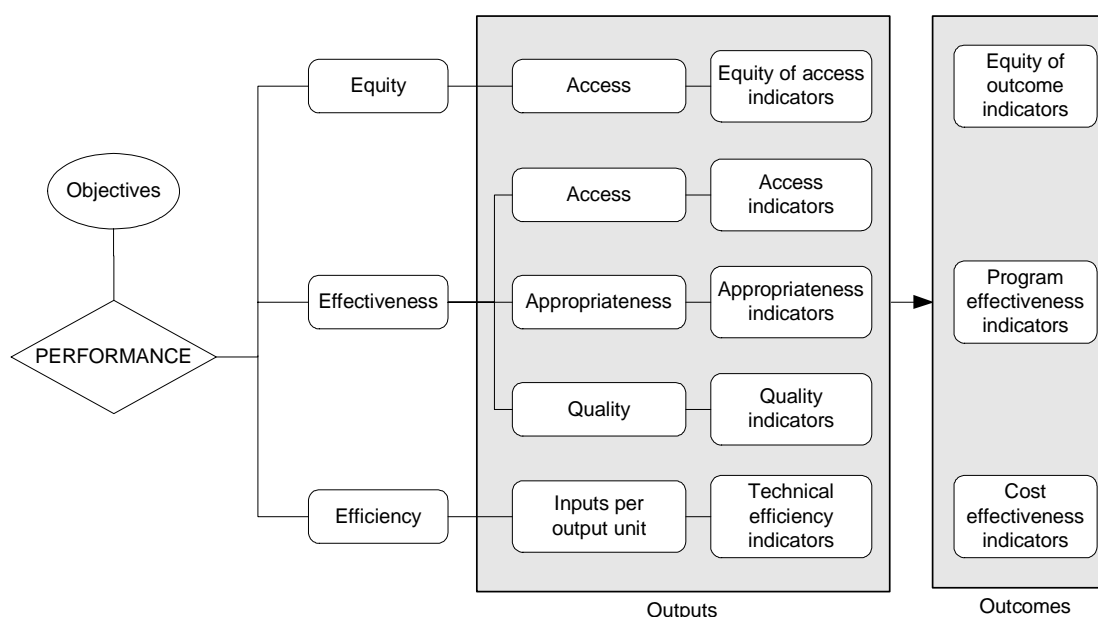 Objectives
PERFORMANCE
Equity
Effectiveness
Efficiency
Access
Equity of access
indicators
Access
Access
indicators
Appropriateness
Appropriateness
indicators
Quality
Quality
indicators
Inputs per
output unit
Technical
efficiency
indicators
Outputs
Equity of
outcome
indicators
Program
effectiveness
indicators
Cost
effectiveness
indicators
Outcomes